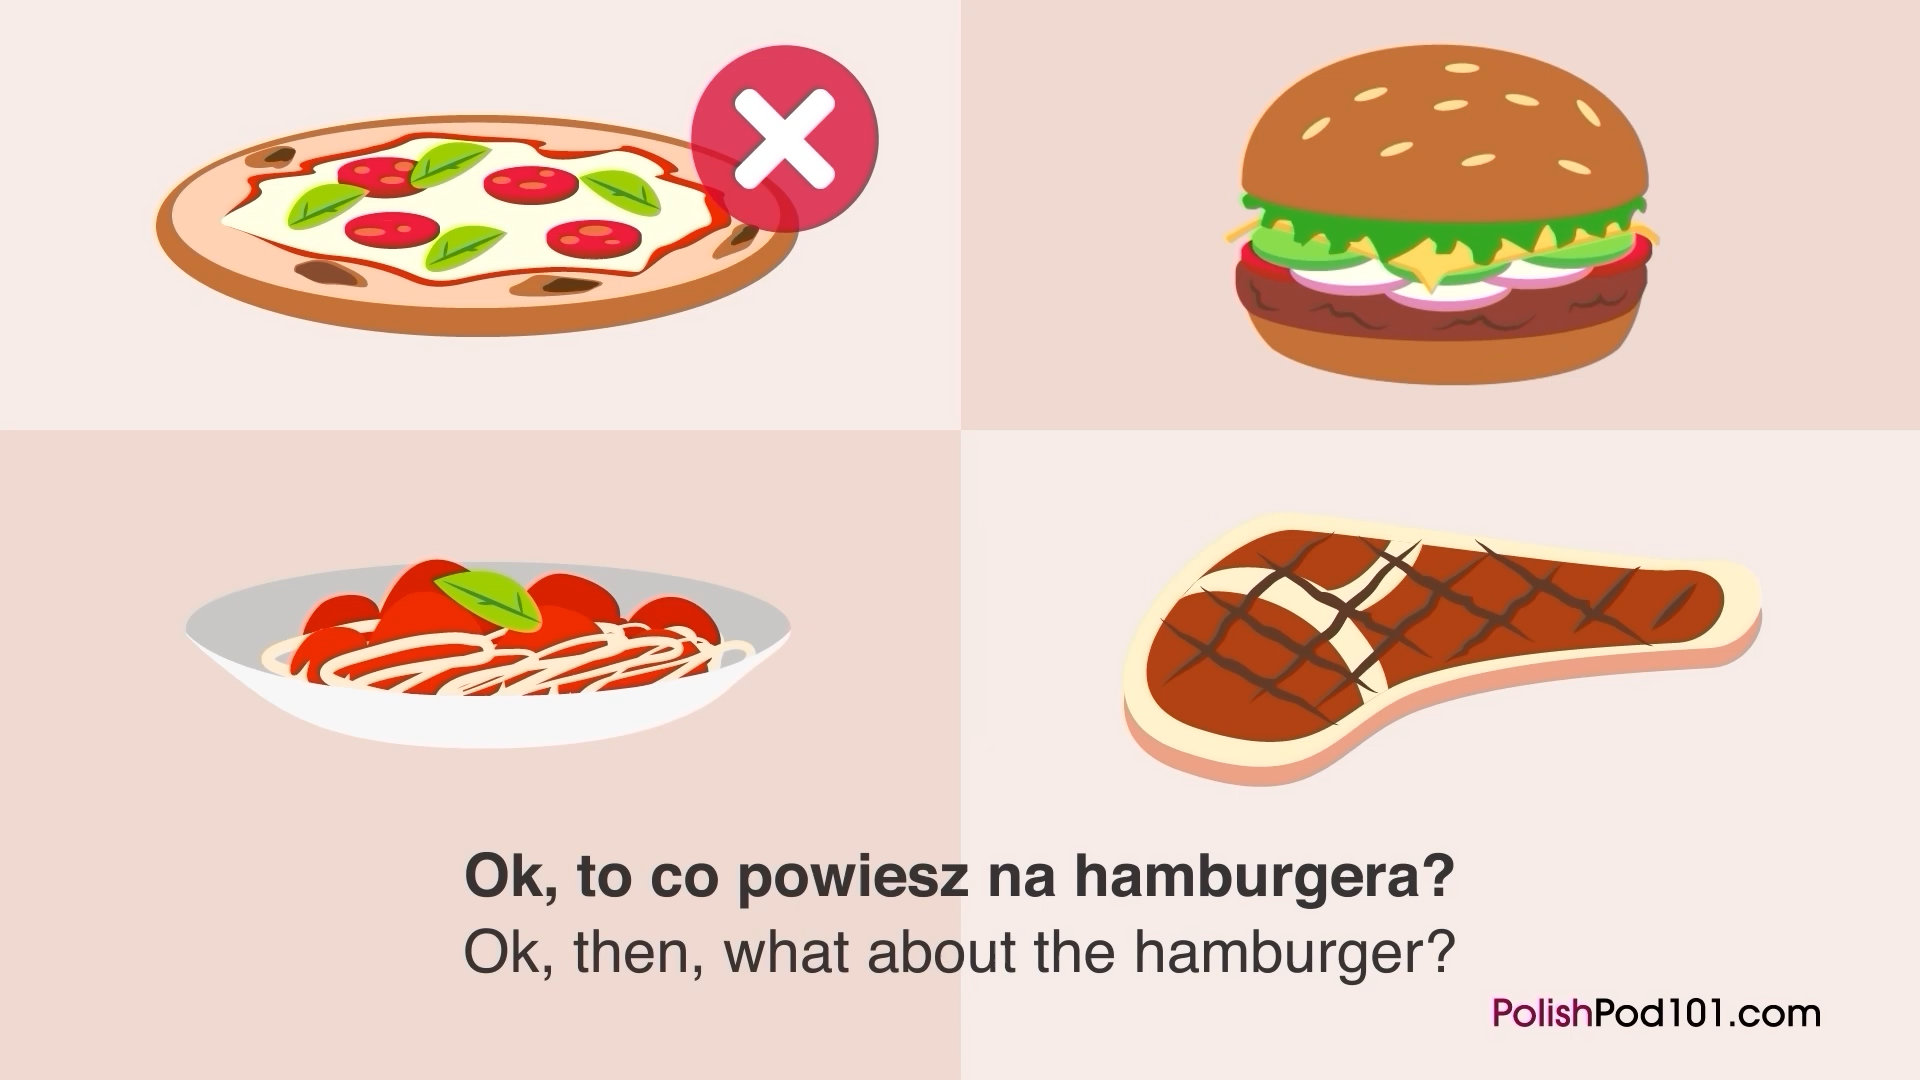 Ok, to co powiesz na hamburgera?
Ok, then, what about the hamburger?
PolishPod101.com